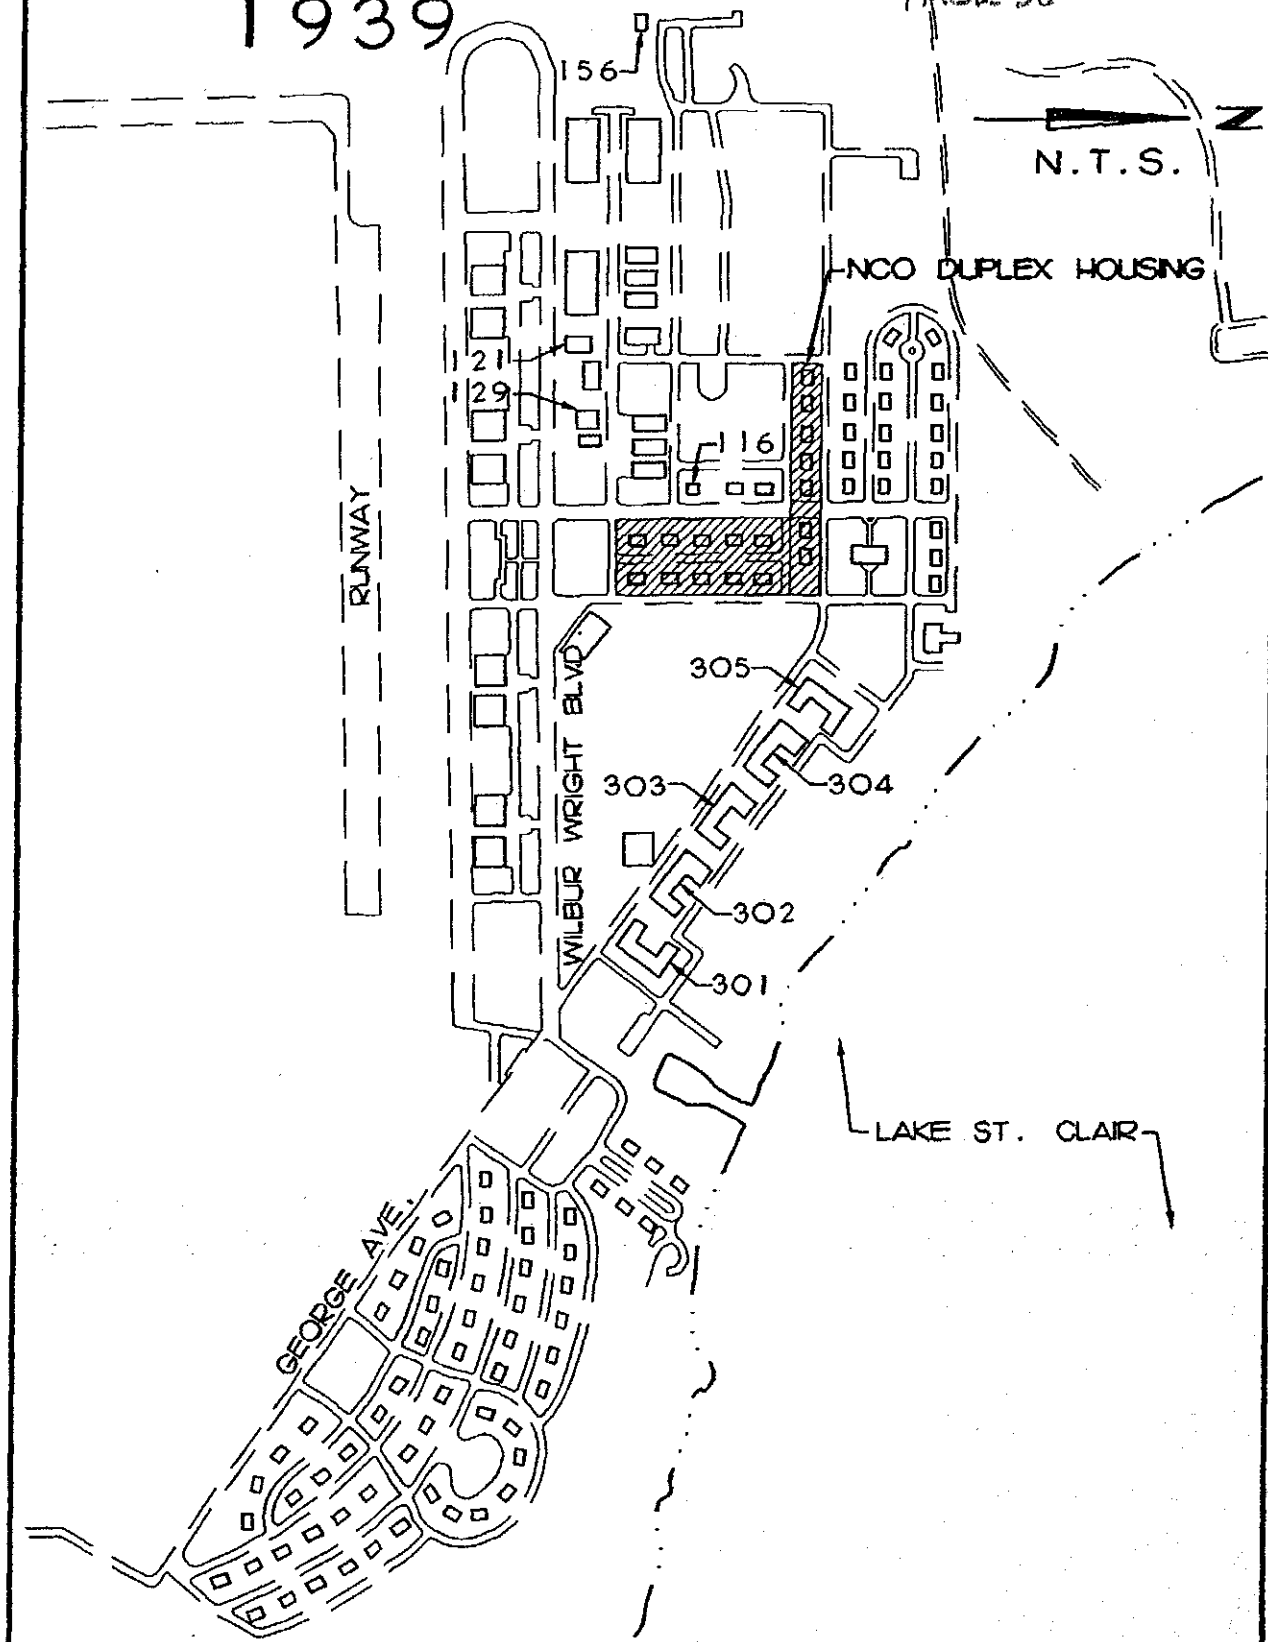 1939
156
N
N.T.S.
NCO DUPLEX HOUSING
121
129
116
RUNWAY
305
WILBUR WRIGHT BLVD
303
304
302
301
LAKE ST. CLAIR
GEORGE AVE.